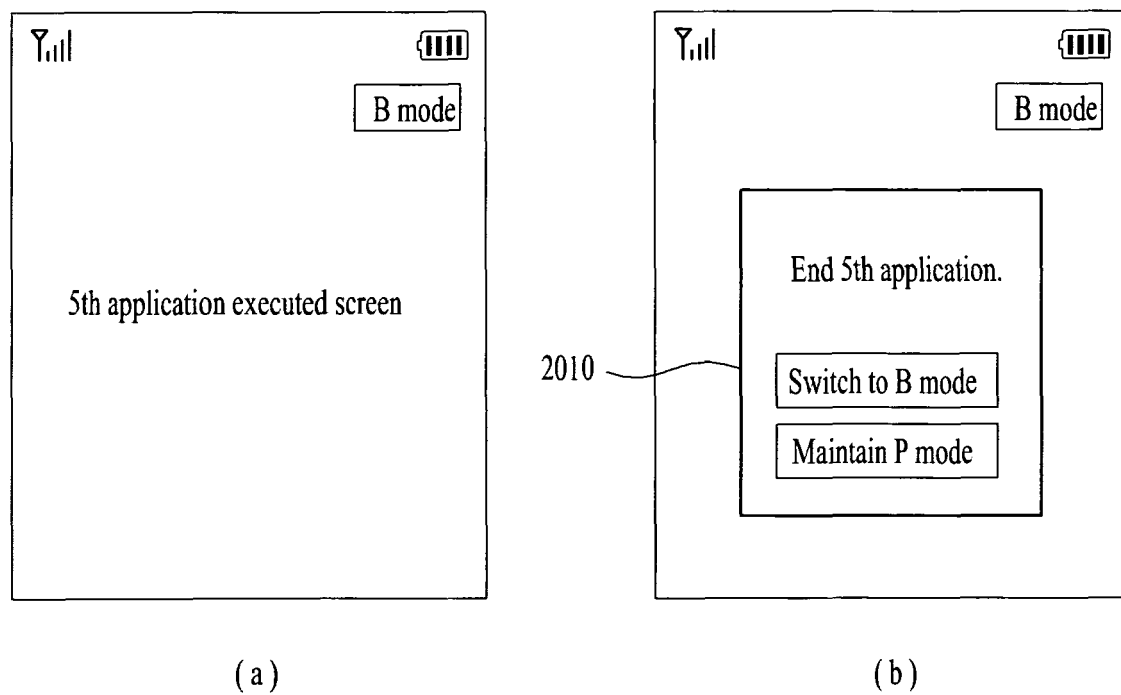 B mode
5th application executed screen
(a)
B mode
End 5th application.
2010
Switch to B mode
Maintain P mode
(b)